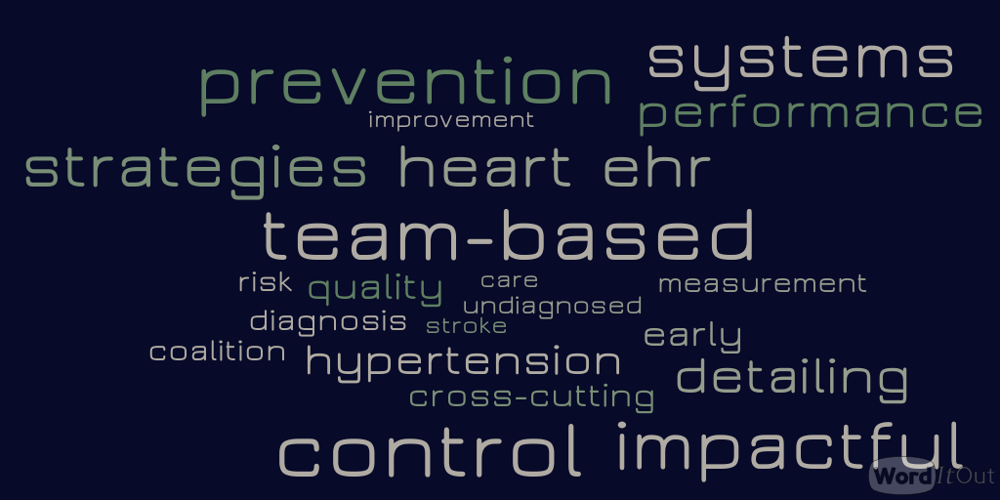 systems
prevention
performance
improvement
strategies heart ehr
team-based
risk quality care measurement
undiagnosed
diagnosis stroke
early
coalition hypertension
detailing
cross-cutting
control impactful
WordItOut